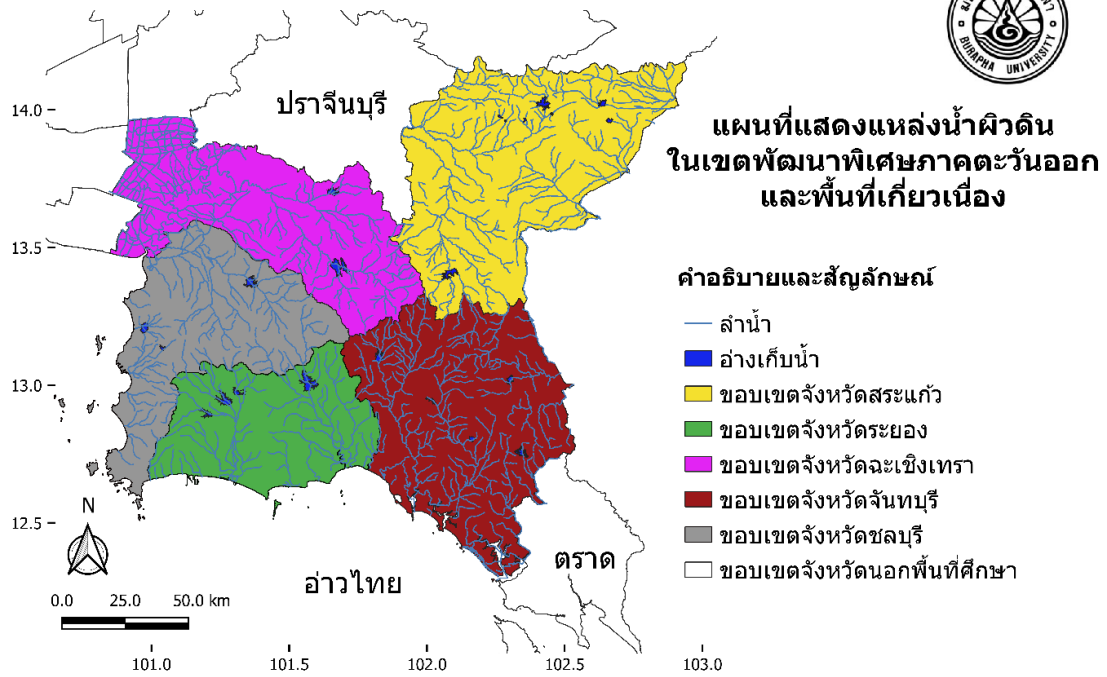 BURAPHA UNIVERSITY
แผนที่แสดงแหล่งน้ำผิวดิน
ในเขตพัฒนาพิเศษภาคตะวันออก
และพื้นที่เกี่ยวเนื่อง
ปราจีนบุรี
ตราด
อ่าวไทย
14.0
13.5
13.0
12.5
N
0.0 25.0 50.0 km
101.0 101.5 102.0 102.5 103.0
คำอธิบายและสัญลักษณ์
ลำน้ำ
อ่างเก็บน้ำ
ขอบเขตจังหวัดสระแก้ว
ขอบเขตจังหวัดระยอง
ขอบเขตจังหวัดฉะเชิงเทรา
ขอบเขตจังหวัดจันทบุรี
ขอบเขตจังหวัดชลบุรี
ขอบเขตจังหวัดนอกพื้นที่ศึกษา